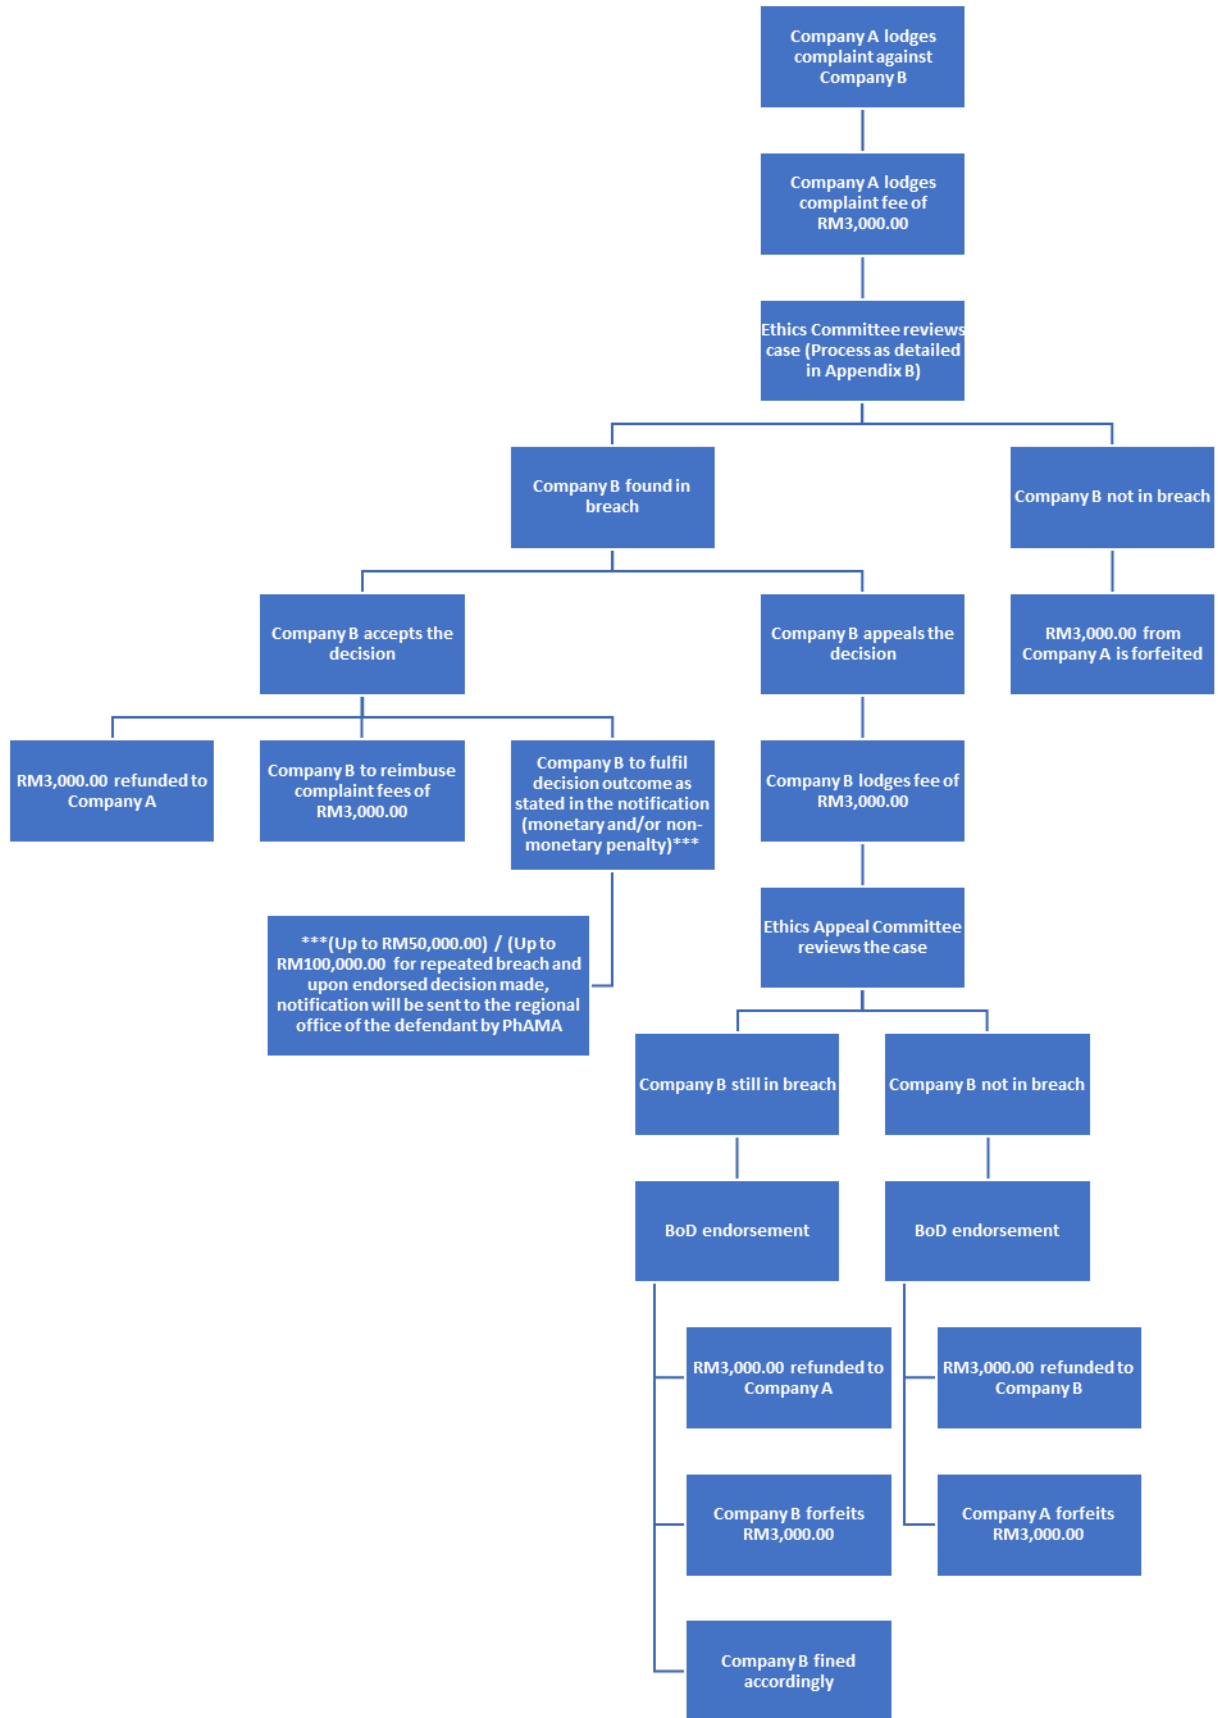 Company A lodges
complaint against
Company B
Company A lodges
complaint fee of
RM3,000.00
Ethics Committee reviews
case (Process as detailed
in Appendix B)
Company B found in
breach
Company B not in breach
Company B accepts the
decision
Company B appeals the
decision
RM3,000.00 from
Company A is forfeited
RM3,000.00 refunded to
Company A
Company B to reimbuse
complaint fees of
RM3,000.00
Company B to fulfil
decision outcome as
stated in the notification
(monetary and/or non-
monetary penalty)***
Company B lodges fee of
RM3,000.00
***(Up to RM50,000.00) / (Up to
RM100,000.00 for repeated breach and
upon endorsed decision made,
notification will be sent to the regional
office of the defendant by PhAMA
Ethics Appeal Committee
reviews the case
Company B still in breach
Company B not in breach
BoD endorsement
BoD endorsement
RM3,000.00 refunded to
Company A
RM3,000.00 refunded to
Company B
Company B forfeits
RM3,000.00
Company A forfeits
RM3,000.00
Company B fined
accordingly